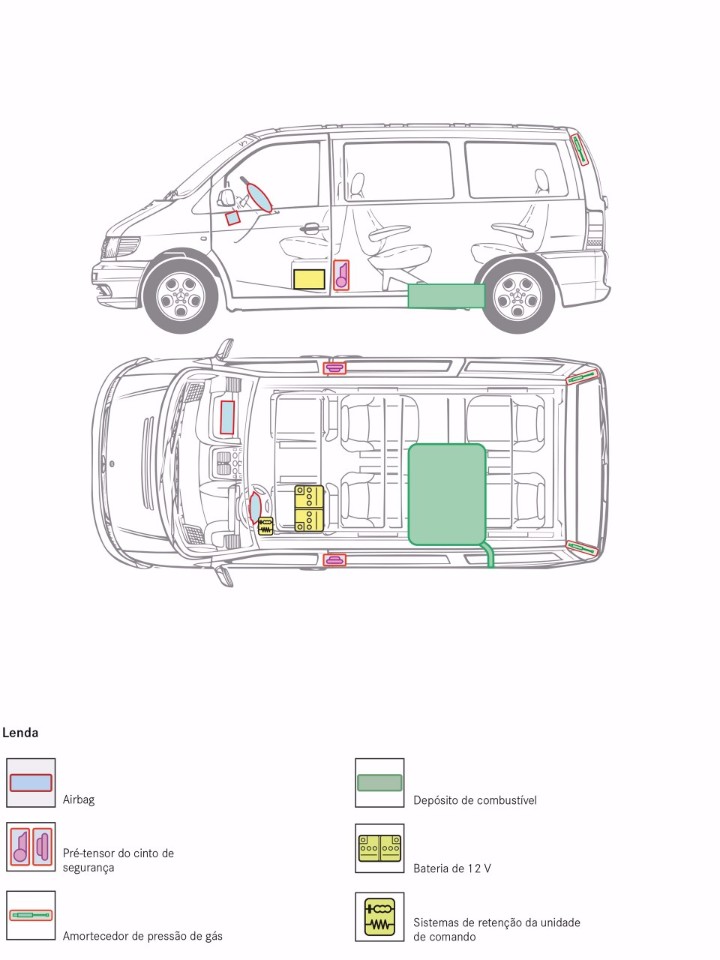 Lenda
Airbag
Depósito de combustível
Pré-tensor do cinto de
segurança
Bateria de 12 V
Amortecedor de pressão de gás
Sistemas de retenção da unidade
de comando